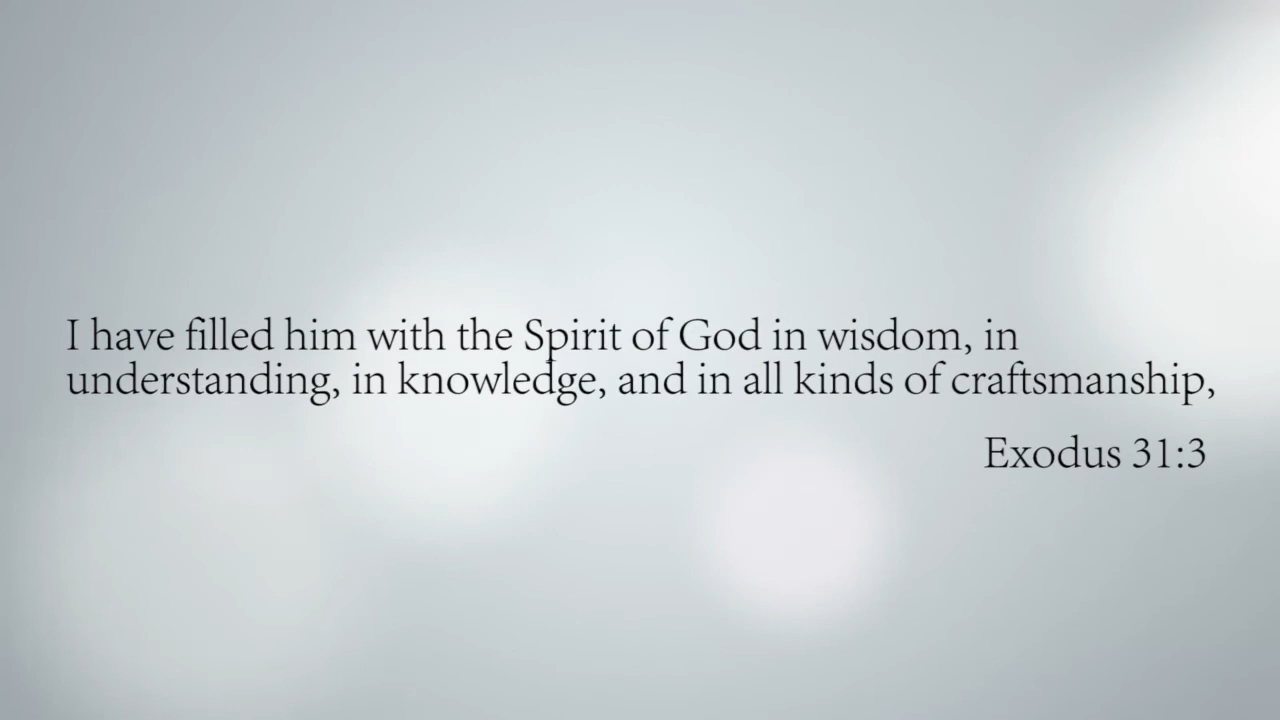 I have filled him with the Spirit of God in wisdom, in
understanding, in knowledge, and in all kinds of craftsmanship,
Exodus 31:3